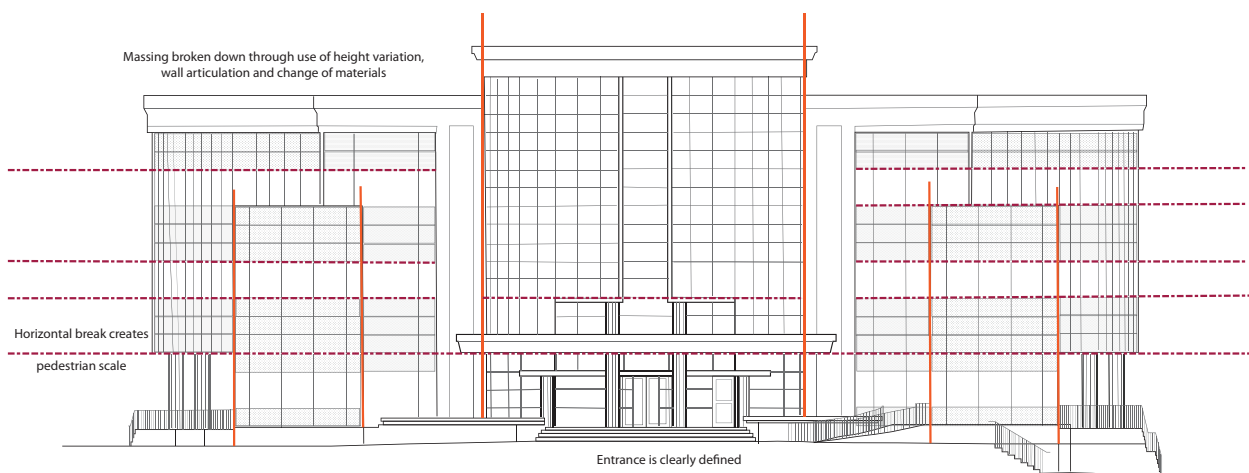 Massing broken down through use of height variation,
wall articulation and change of materials
Horizontal break creates
pedestrian scale
Entrance is clearly defined